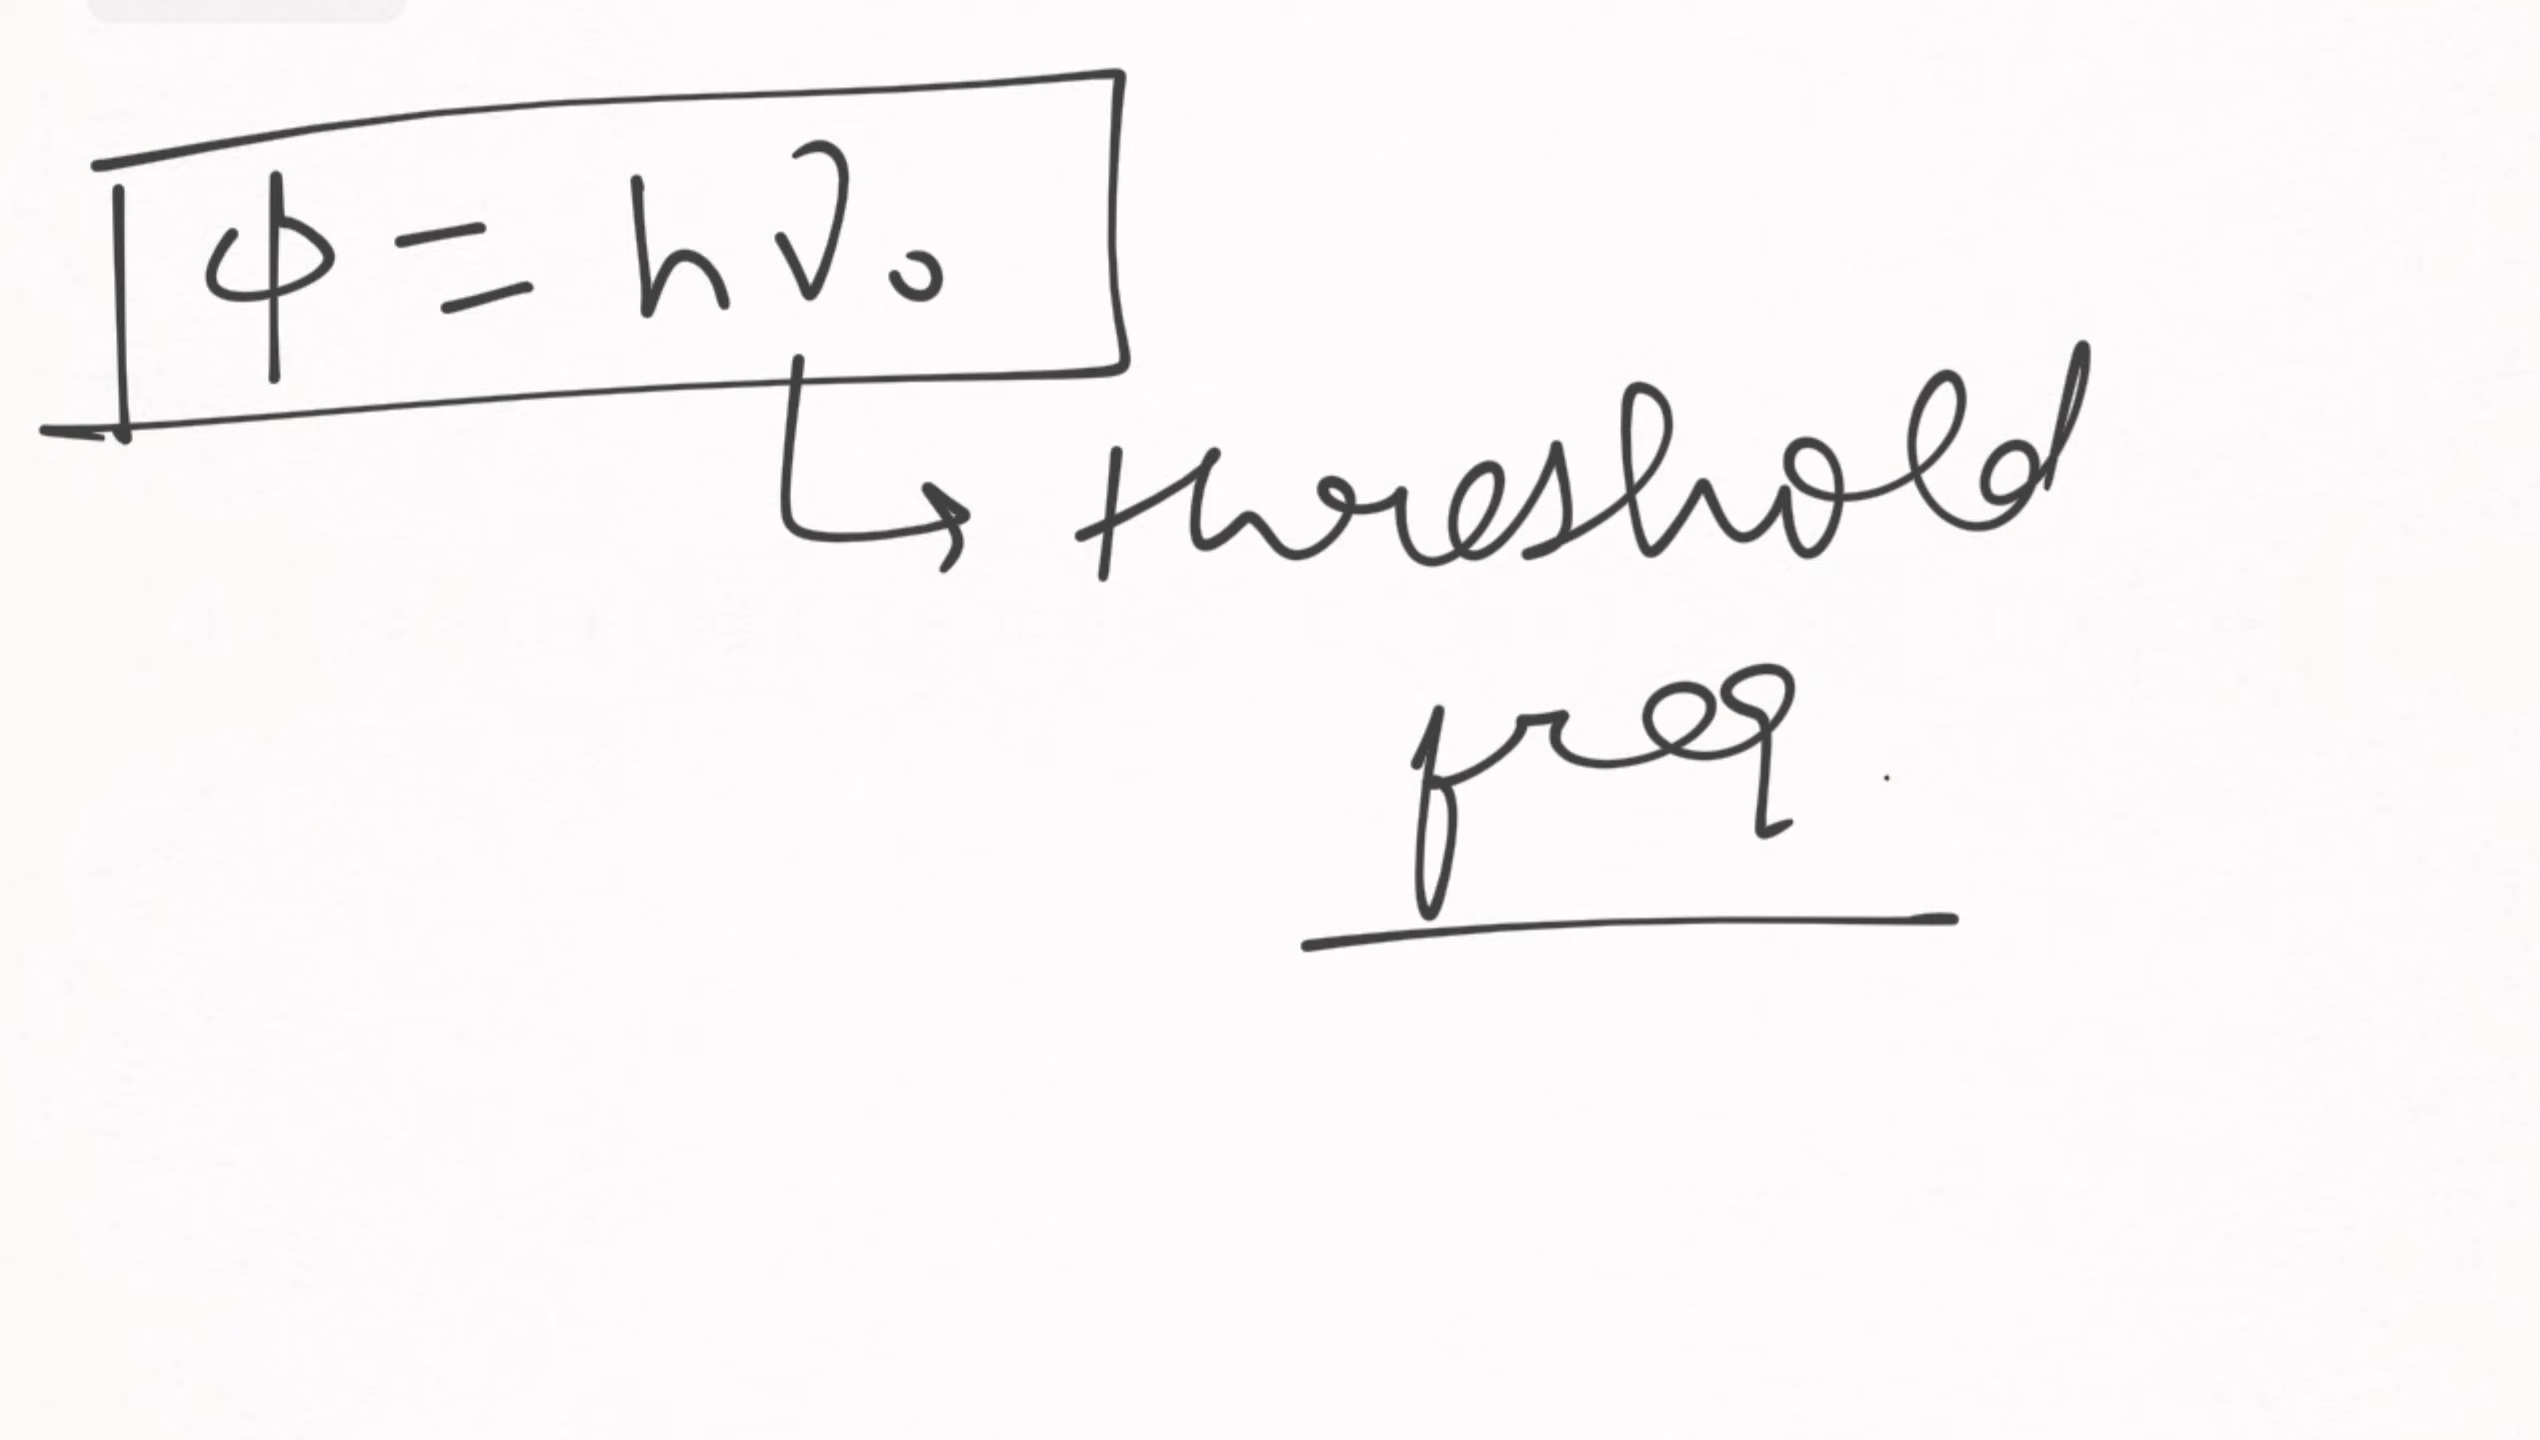 ϕ = hν₀
threshold
freq.